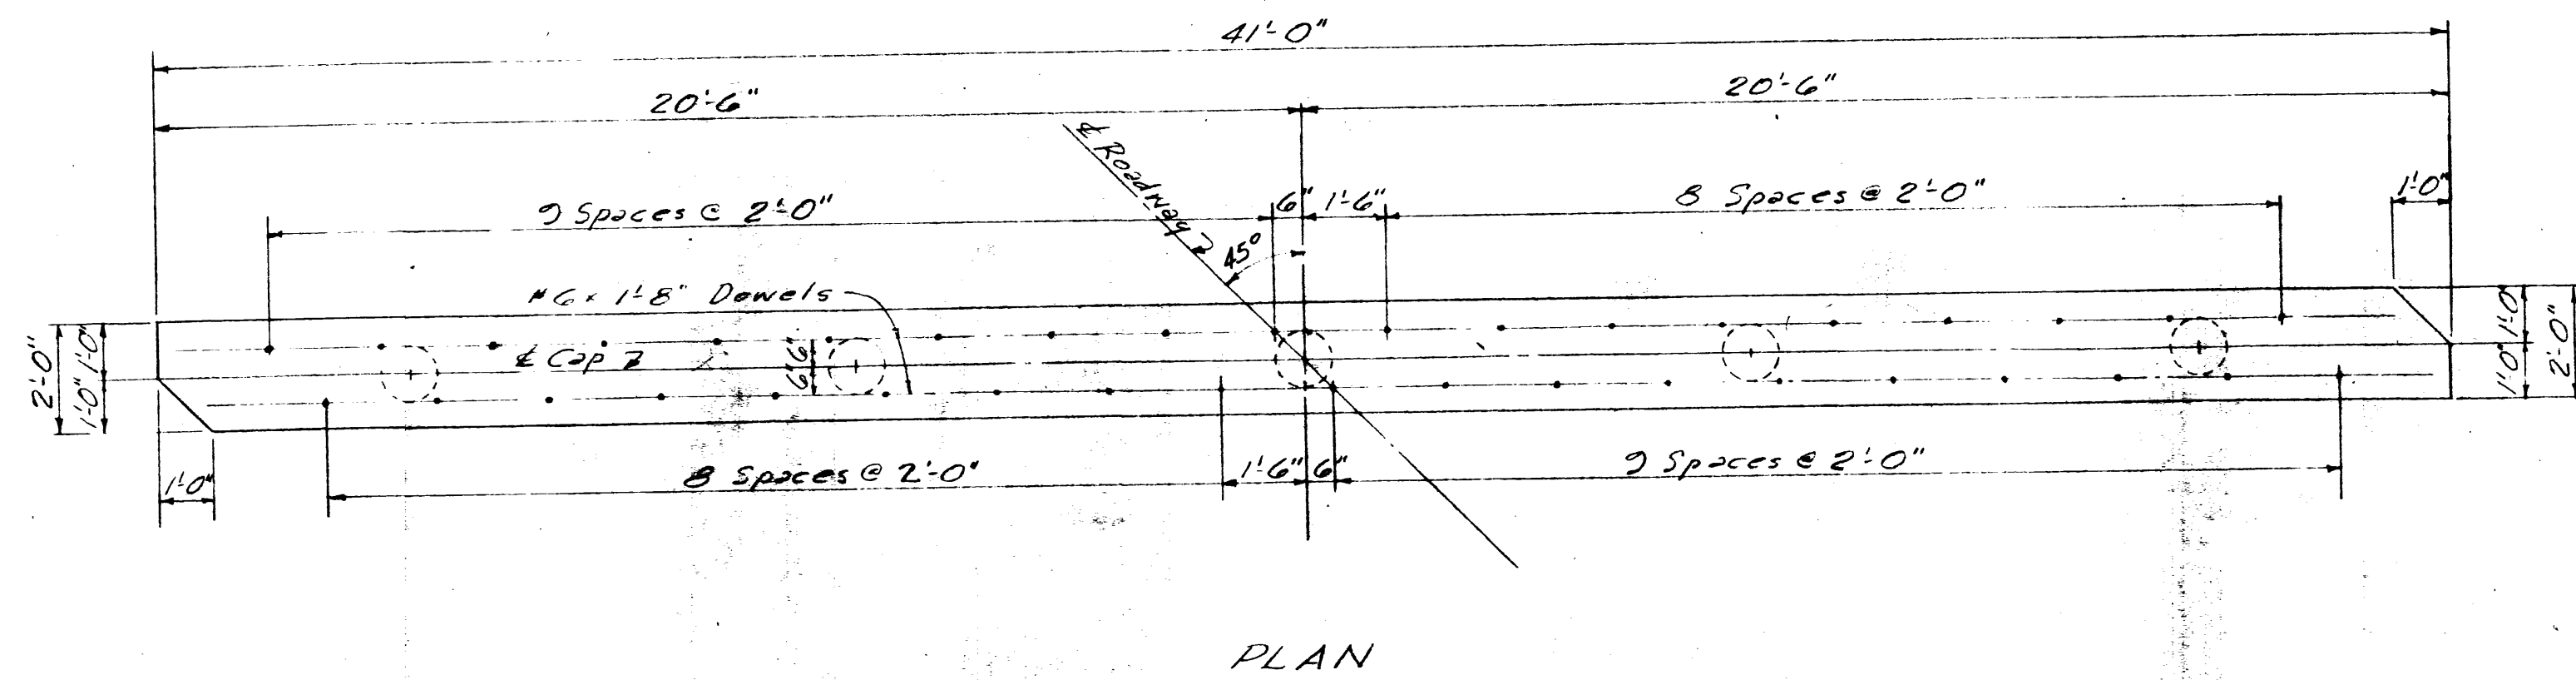 41'-0"
20'-6"
20'-6"
℄ Roadway
9 Spaces @ 2'-0"
6"
1'-6"
8 Spaces @ 2'-0"
1'-0"
45°
#6 x 1'-8" Dowels
℄ Cap
6"
6"
2'-0"
1'-0"
1'-0"
1'-0"
1'-0"
2'-0"
1'-0"
8 Spaces @ 2'-0"
1'-6"
6"
9 Spaces @ 2'-0"
PLAN